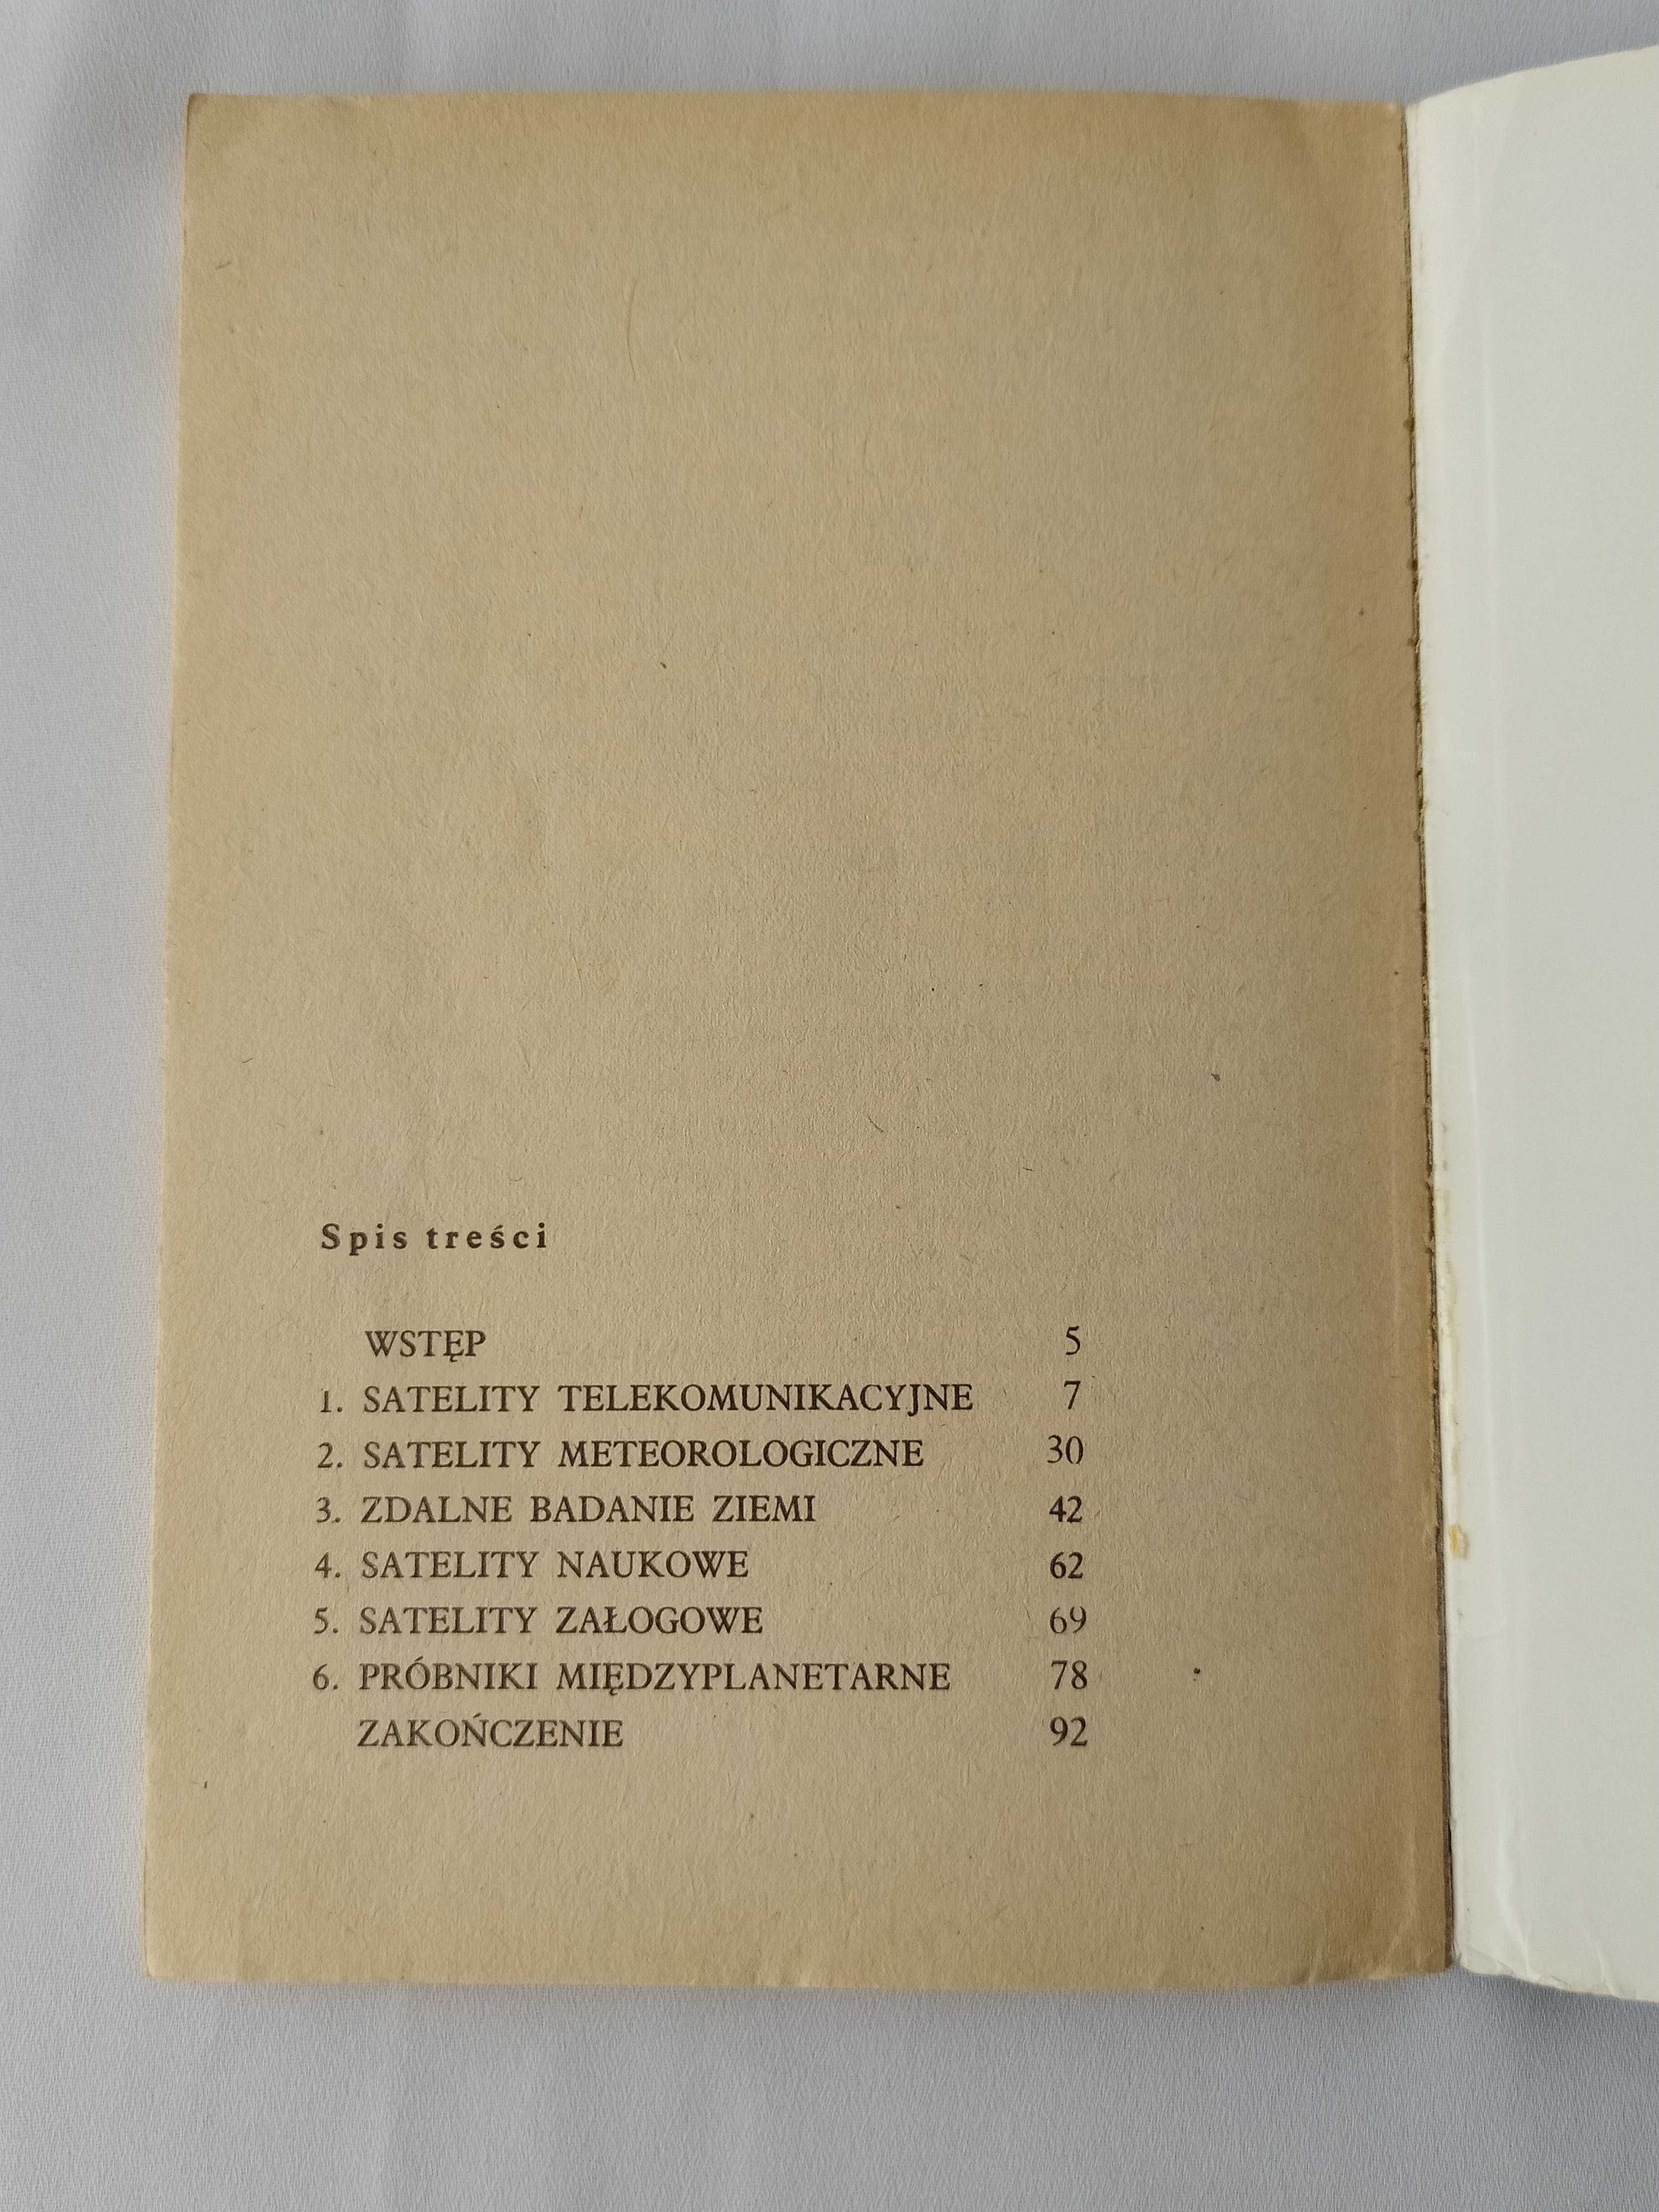 Spis treści
WSTĘP 5
1. SATELITY TELEKOMUNIKACYJNE 7
2. SATELITY METEOROLOGICZNE 30
3. ZDALNE BADANIE ZIEMI 42
4. SATELITY NAUKOWE 62
5. SATELITY ZAŁOGOWE 69
6. PRÓBNIKI MIĘDZYPLANETARNE 78
ZAKOŃCZENIE 92